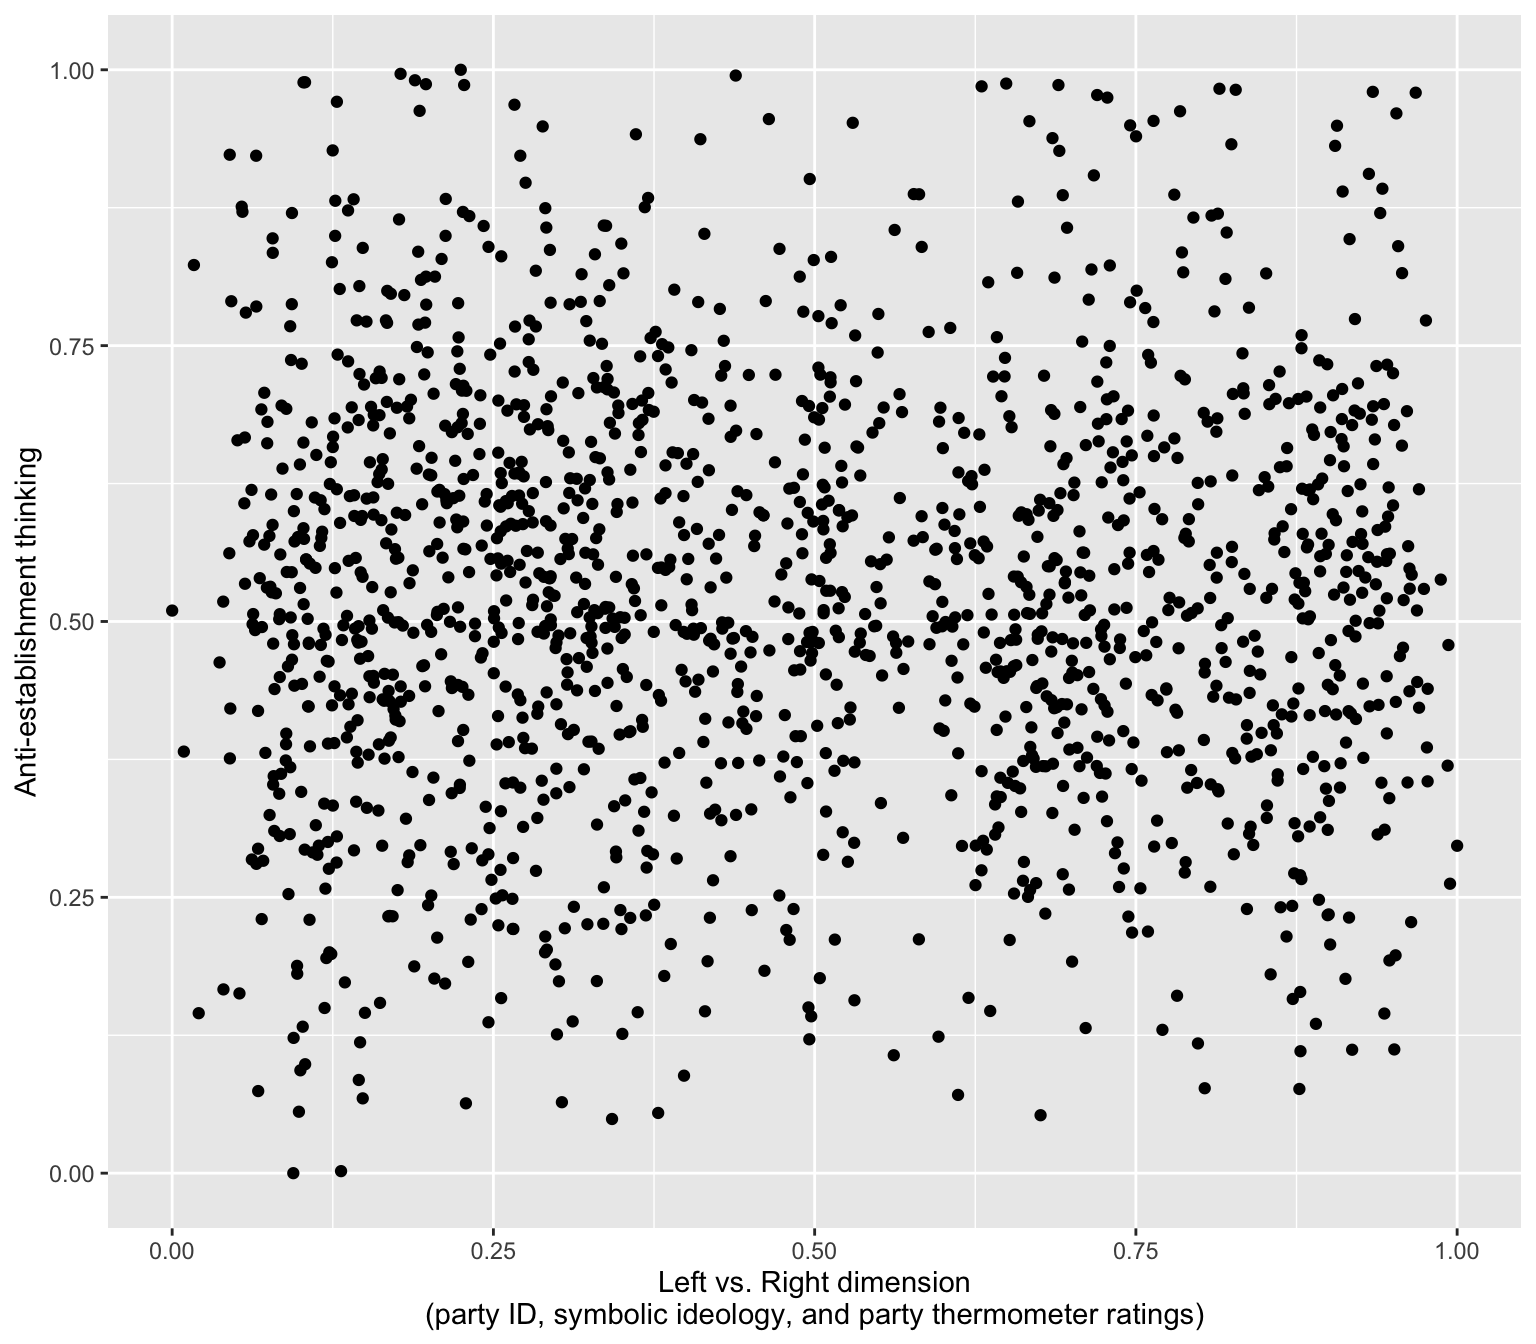 1.00
0.75
0.50
0.25
0.00
Anti-establishment thinking
0.00 0.25 0.50 0.75 1.00
Left vs. Right dimension
(party ID, symbolic ideology, and party thermometer ratings)